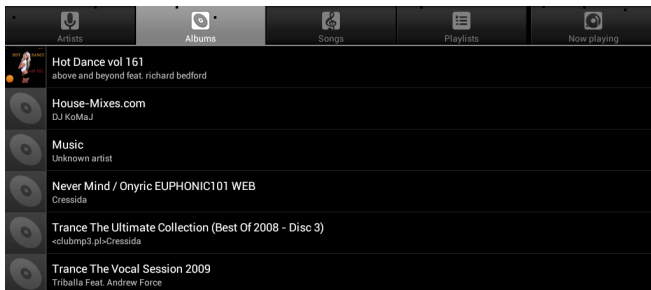 Artists
Albums
Songs
Playlists
Now playing
HOT DANCE
Hot Dance vol 161
above and beyond feat. richard bedford
House-Mixes.com
DJ KoMaJ
Music
Unknown artist
Never Mind / Onyric EUPHONIC101 WEB
Cressida
Trance The Ultimate Collection (Best Of 2008 - Disc 3)
<clubmp3.pl>Cressida
Trance The Vocal Session 2009
Triballa Feat. Andrew Force